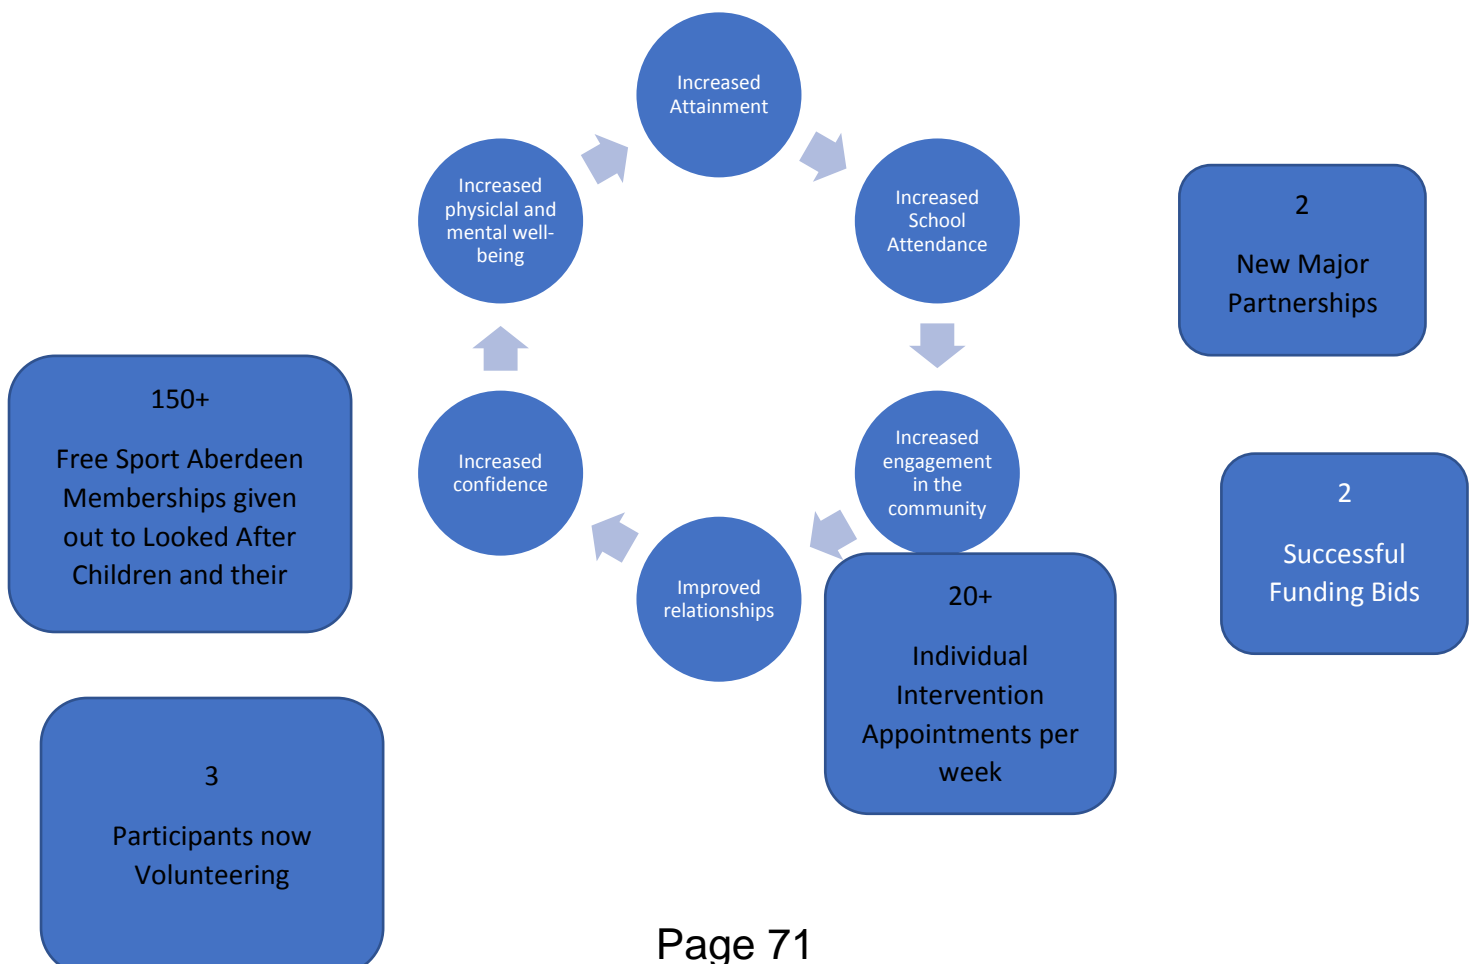 Increased
Attainment
Increased
School
Attendance
Increased
engagement
in the
community
Improved
relationships
Increased
confidence
Increased
physiclal and
mental well-
being
2
New Major
Partnerships
2
Successful
Funding Bids
150+
Free Sport Aberdeen
Memberships given
out to Looked After
Children and their
20+
Individual
Intervention
Appointments per
week
3
Participants now
Volunteering
Page 71